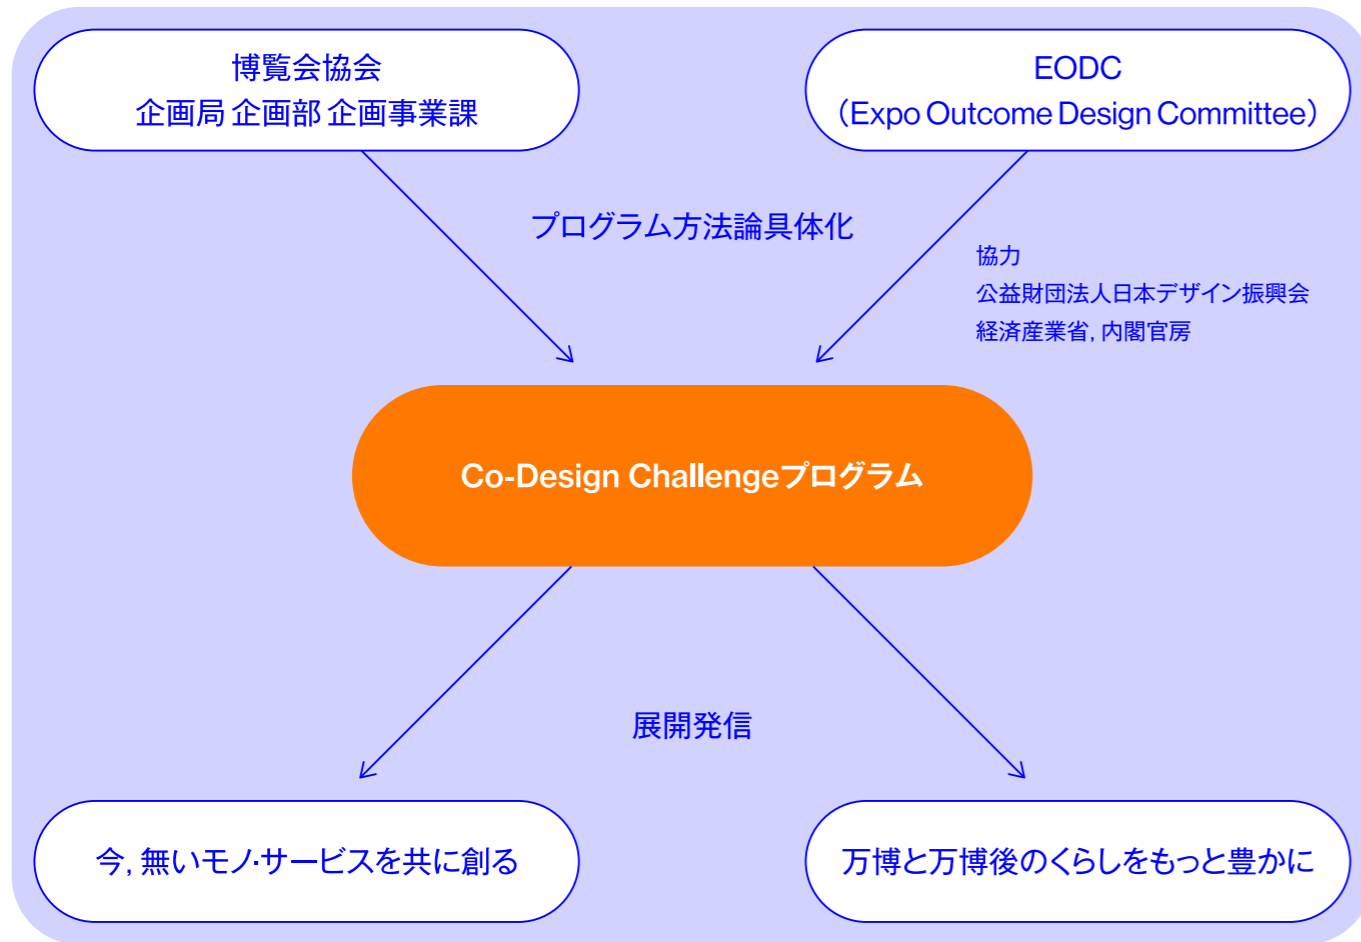 博覧会協会
企画局 企画部 企画事業課
EODC
（Expo Outcome Design Committee）
プログラム方法論具体化
協力
公益財団法人日本デザイン振興会
経済産業省, 内閣官房
Co-Design Challengeプログラム
展開発信
今, 無いモノ·サービスを共に創る
万博と万博後のくらしをもっと豊かに